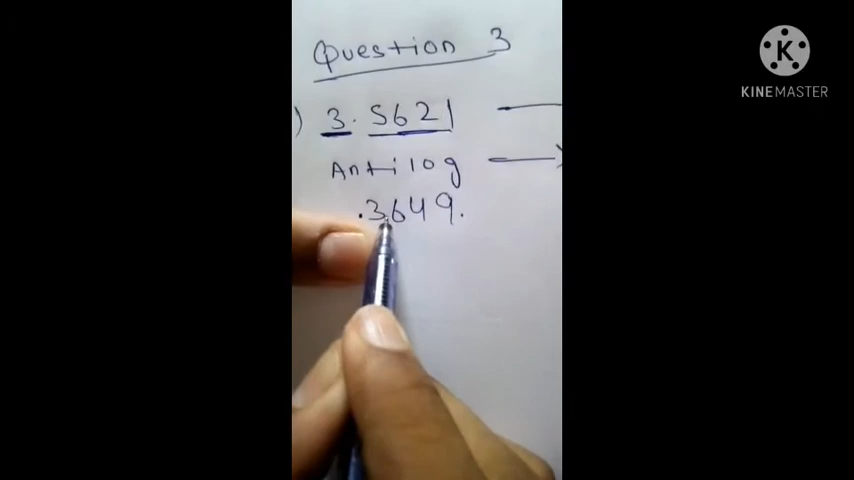 Question 3
) 3.5621
Antilog
.3649.
K
KINEMASTER